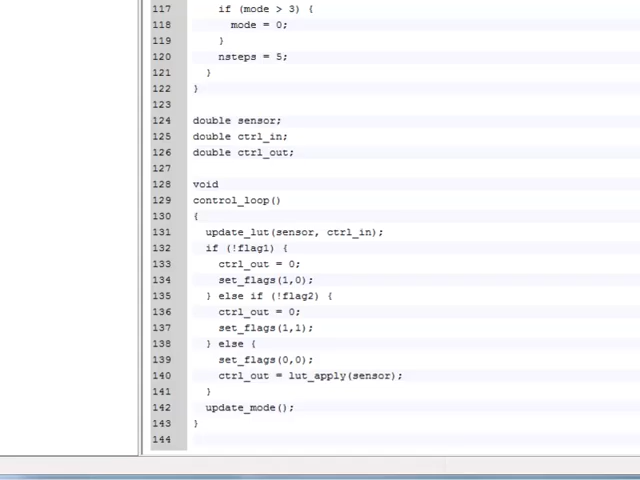 117 if (mode > 3) {
118 mode = 0;
119 }
120 nsteps = 5;
121 }
122 }
123
124 double sensor;
125 double ctrl_in;
126 double ctrl_out;
127
128 void
129 control_loop()
130 {
131 update_lut(sensor, ctrl_in);
132 if (!flag1) {
133 ctrl_out = 0;
134 set_flags(1,0);
135 } else if (!flag2) {
136 ctrl_out = 0;
137 set_flags(1,1);
138 } else {
139 set_flags(0,0);
140 ctrl_out = lut_apply(sensor);
141 }
142 update_mode();
143 }
144